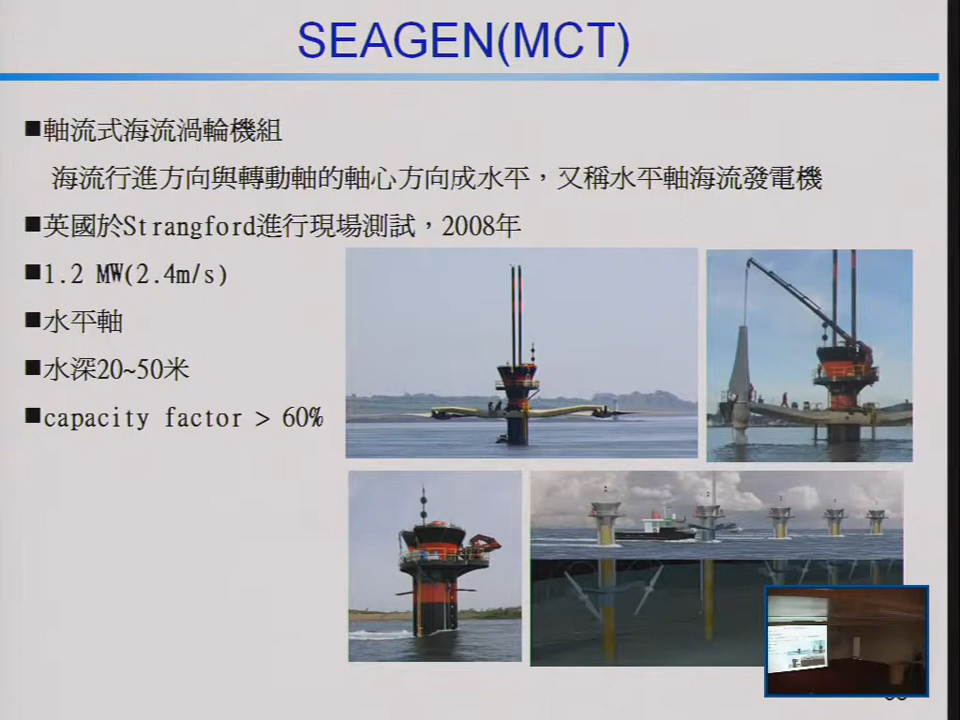 SEAGEN(MCT)
■軸流式海流渦輪機組
海流行進方向與轉動軸的軸心方向成水平，又稱水平軸海流發電機
■英國於Strangford進行現場測試，2008年
■1.2 MW(2.4m/s)
■水平軸
■水深20~50米
■capacity factor > 60%